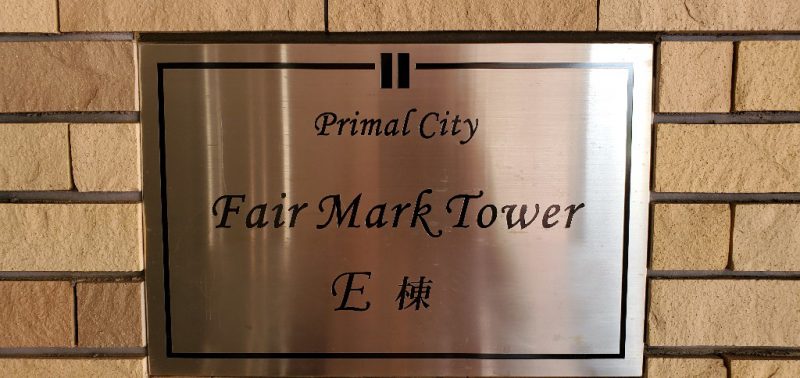 Primal City
Fair Mark Tower
E 棟